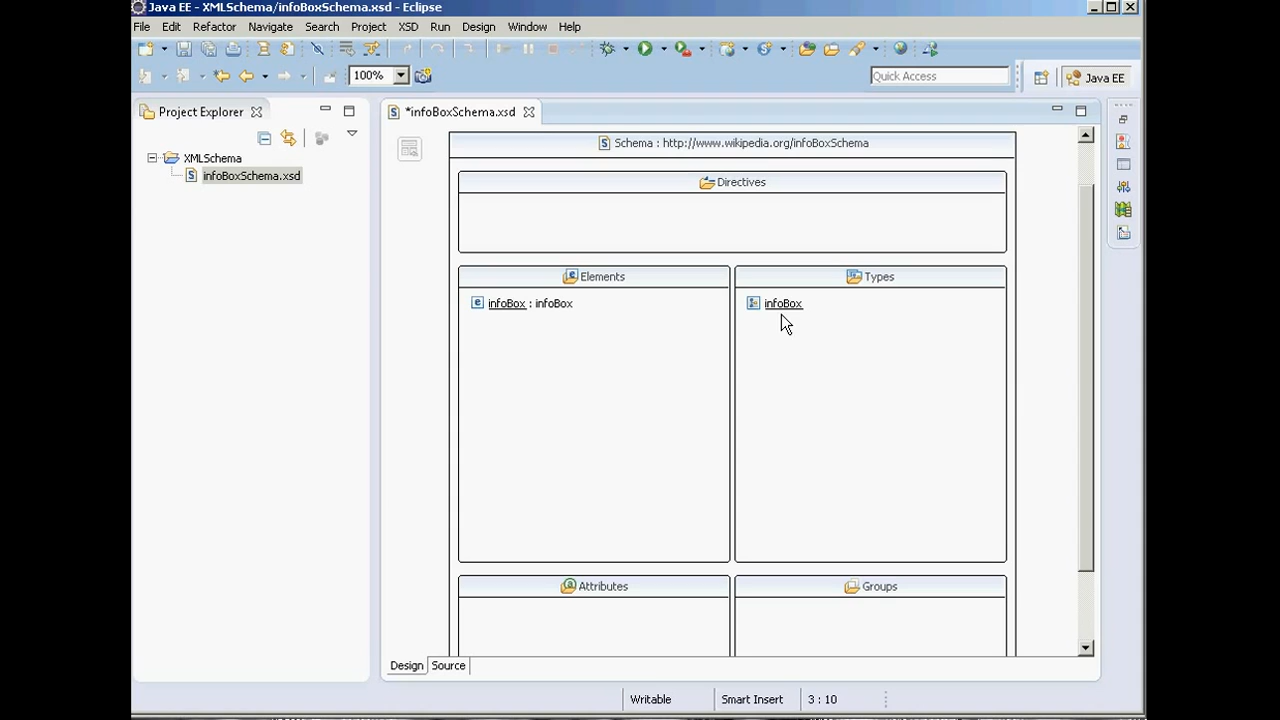 Java EE - XMLSchema/infoBoxSchema.xsd - Eclipse
File Edit Refactor Navigate Search Project XSD Run Design Window Help
100% Quick Access Java EE
Project Explorer *infoBoxSchema.xsd
Schema : http://www.wikipedia.org/infoBoxSchema
XMLSchema
infoBoxSchema.xsd
Directives
Elements Types
infoBox : infoBox infoBox
Attributes Groups
Design Source
Writable Smart Insert 3 : 10